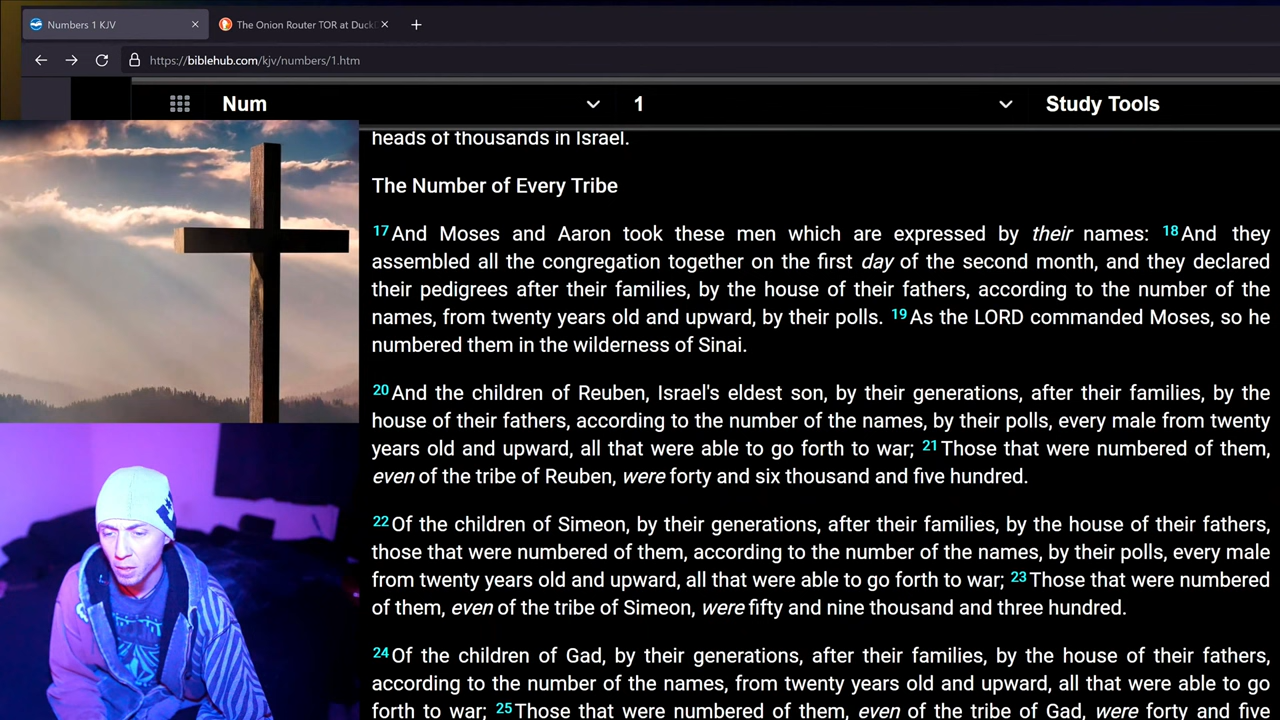 Numbers 1 KJV
The Onion Router TOR at Duck
https://biblehub.com/kjv/numbers/1.htm
Num 1 Study Tools
heads of thousands in Israel.
The Number of Every Tribe
17And Moses and Aaron took these men which are expressed by their names: 18And they
assembled all the congregation together on the first day of the second month, and they declared
their pedigrees after their families, by the house of their fathers, according to the number of the
names, from twenty years old and upward, by their polls. 19As the LORD commanded Moses, so he
numbered them in the wilderness of Sinai.
20And the children of Reuben, Israel's eldest son, by their generations, after their families, by the
house of their fathers, according to the number of the names, by their polls, every male from twenty
years old and upward, all that were able to go forth to war; 21Those that were numbered of them,
even of the tribe of Reuben, were forty and six thousand and five hundred.
22Of the children of Simeon, by their generations, after their families, by the house of their fathers,
those that were numbered of them, according to the number of the names, by their polls, every male
from twenty years old and upward, all that were able to go forth to war; 23Those that were numbered
of them, even of the tribe of Simeon, were fifty and nine thousand and three hundred.
24Of the children of Gad, by their generations, after their families, by the house of their fathers,
according to the number of the names, from twenty years old and upward, all that were able to go
forth to war; 25Those that were numbered of them, even of the tribe of Gad, were forty and five